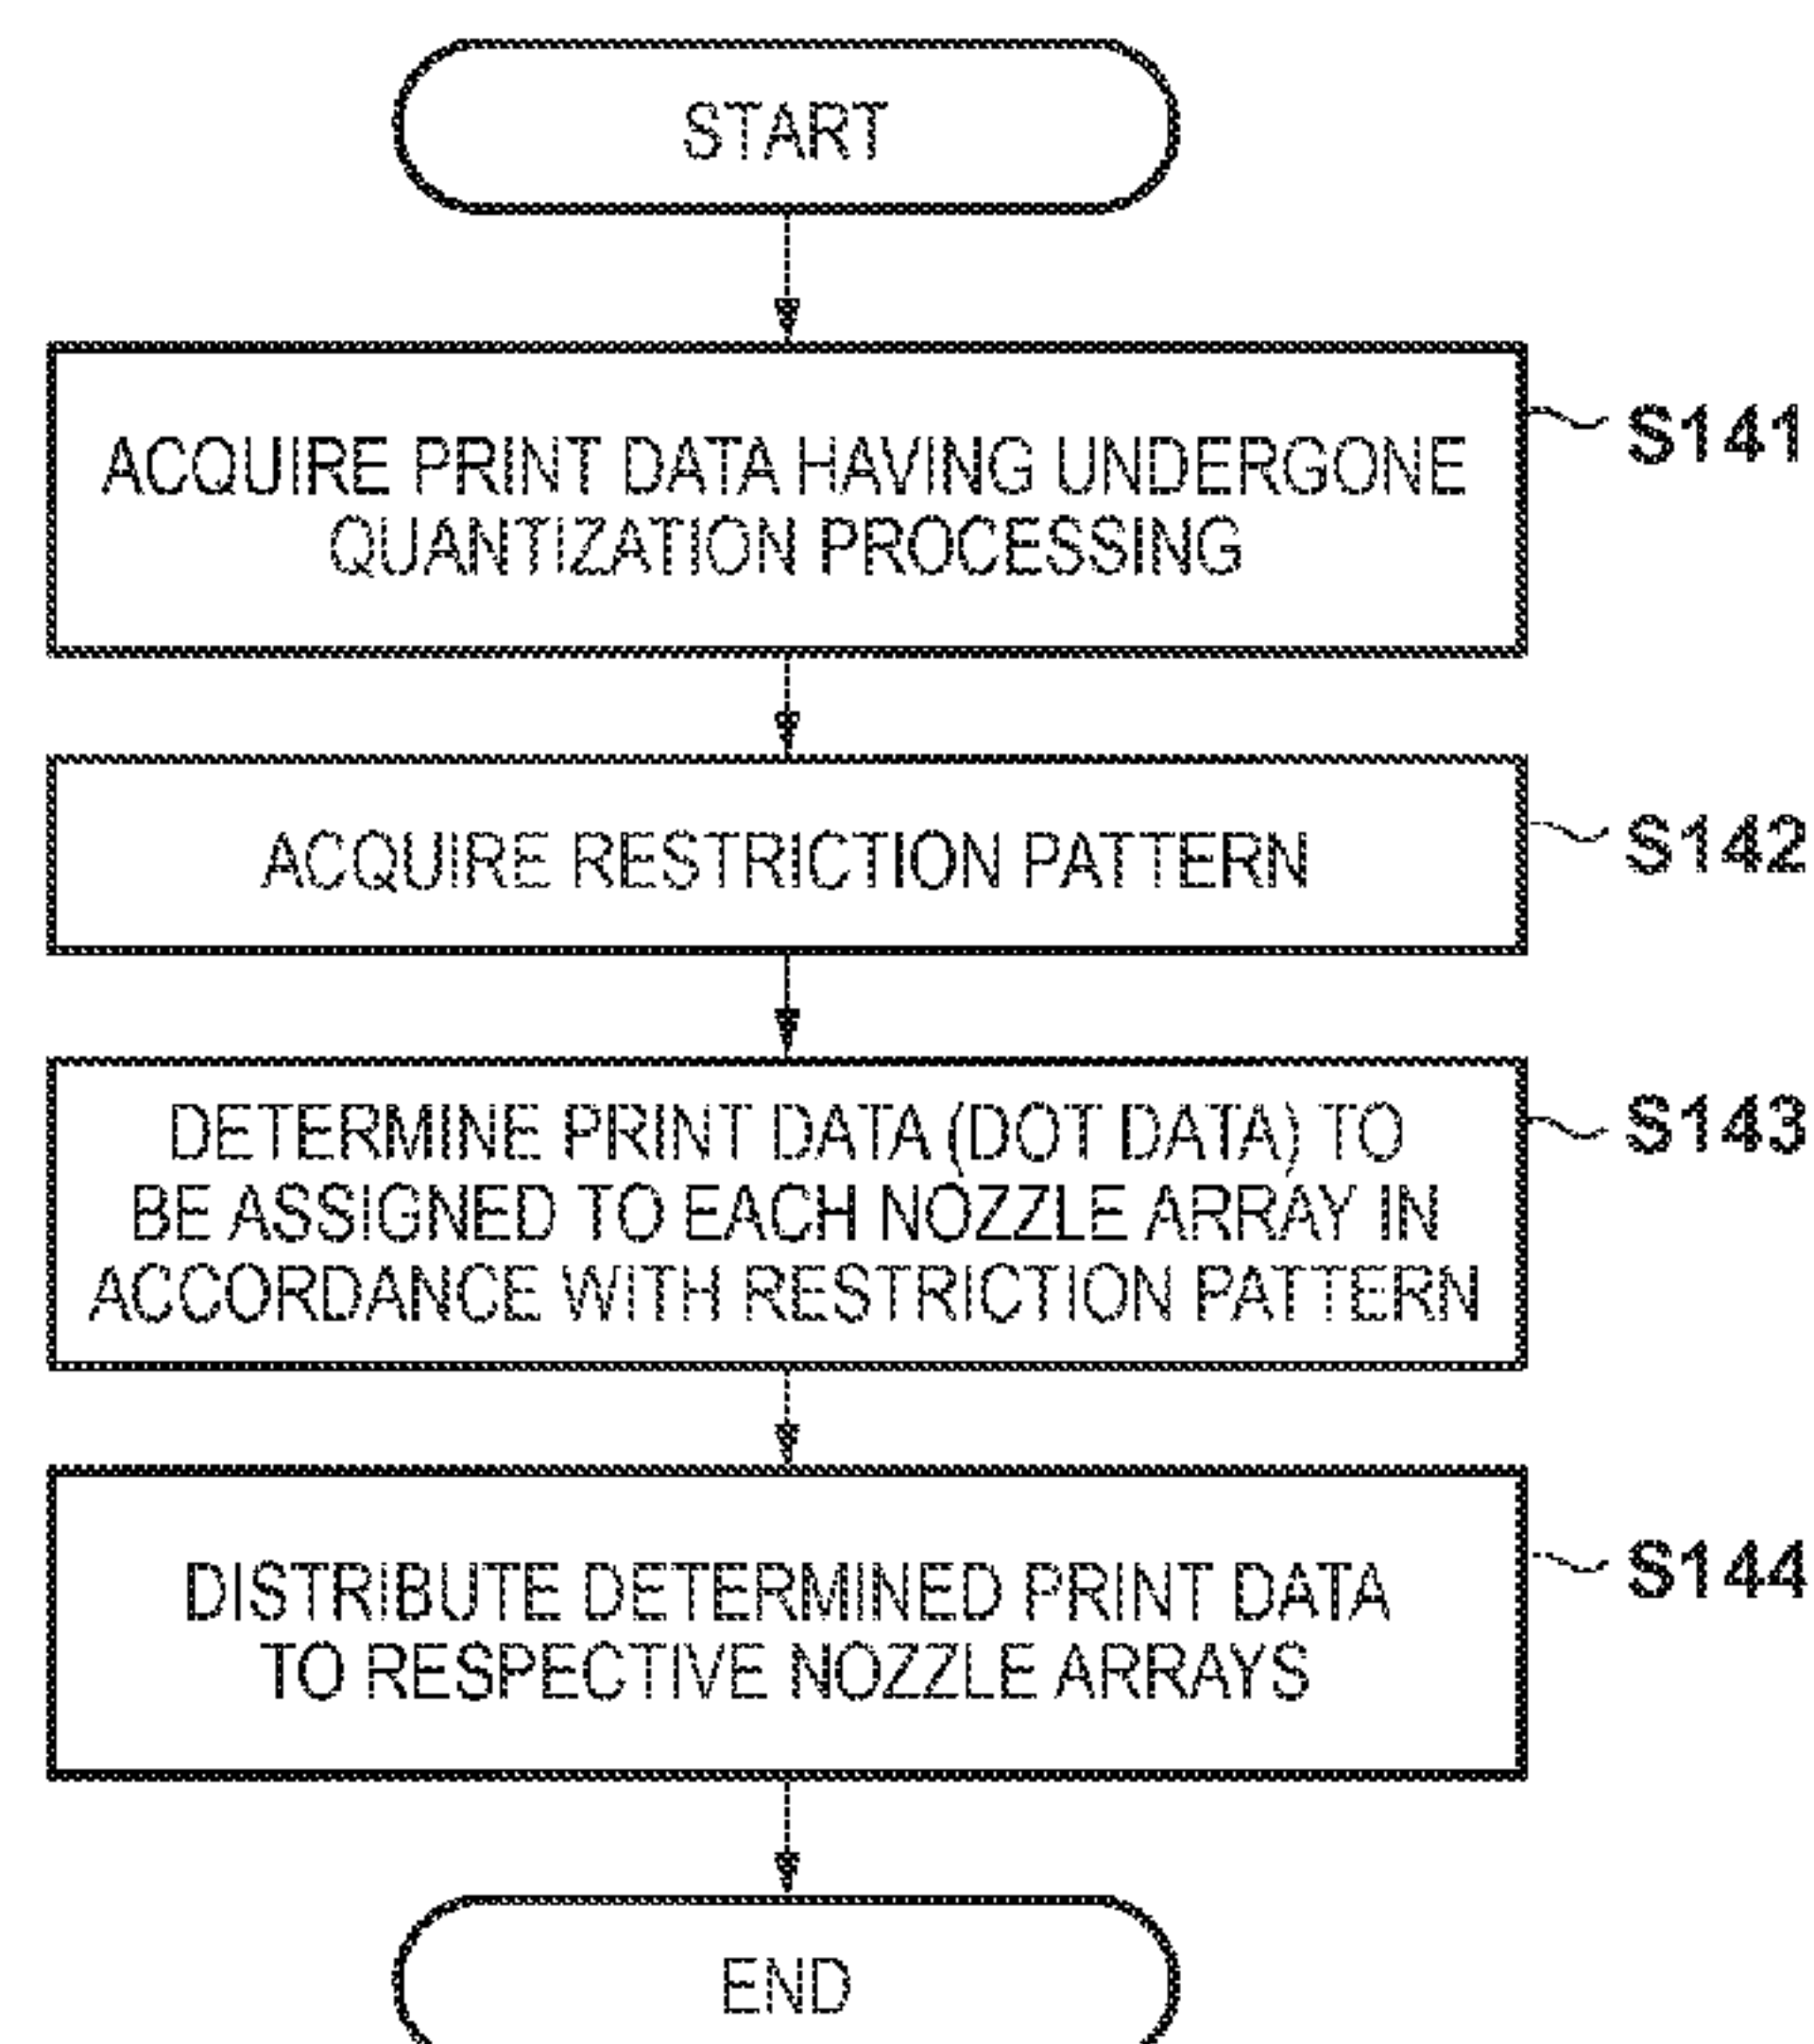 START
ACQUIRE PRINT DATA HAVING UNDERGONE
QUANTIZATION PROCESSING
S141
ACQUIRE RESTRICTION PATTERN
S142
DETERMINE PRINT DATA (DOT DATA) TO
BE ASSIGNED TO EACH NOZZLE ARRAY IN
ACCORDANCE WITH RESTRICTION PATTERN
S143
DISTRIBUTE DETERMINED PRINT DATA
TO RESPECTIVE NOZZLE ARRAYS
S144
END